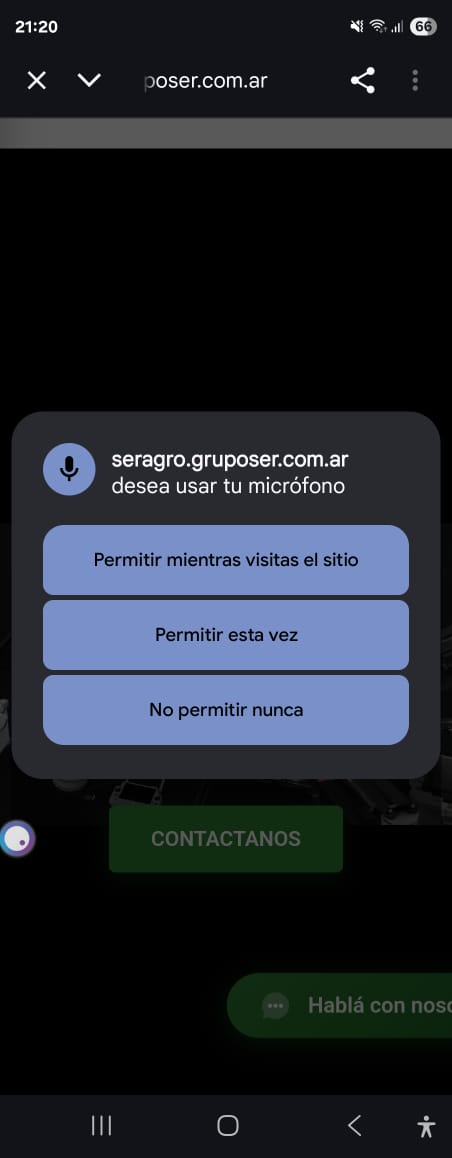 21:20
66
poser.com.ar
seragro.gruposer.com.ar
desea usar tu micrófono
Permitir mientras visitas el sitio
Permitir esta vez
No permitir nunca
CONTACTANOS
Hablá con noso